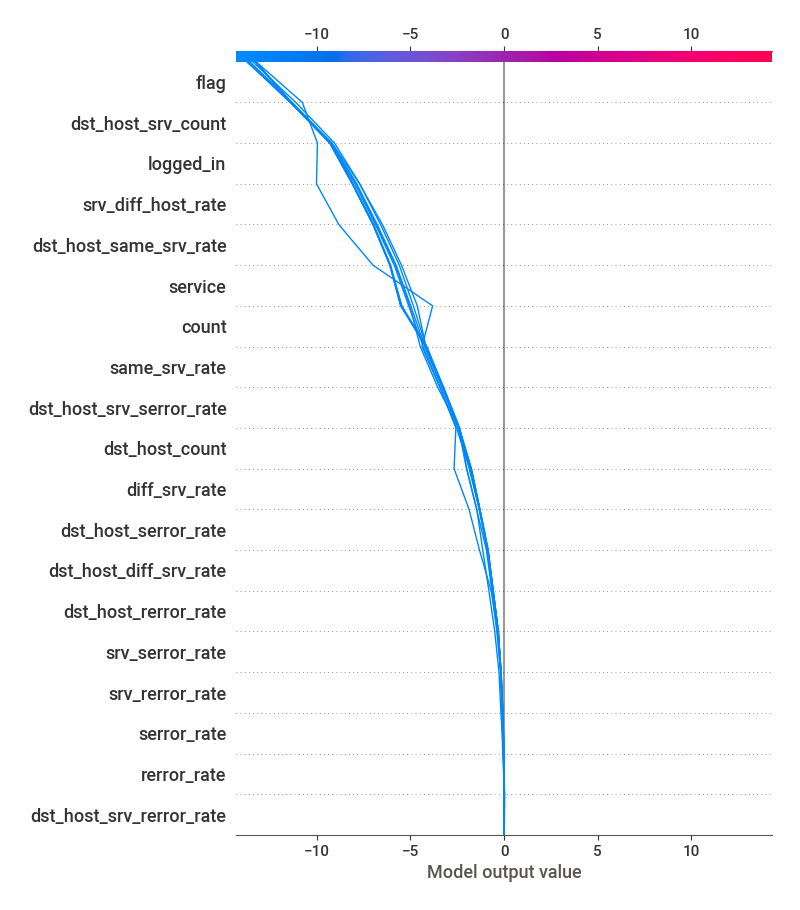 −10 −5 0 5 10
flag
dst_host_srv_count
logged_in
srv_diff_host_rate
dst_host_same_srv_rate
service
count
same_srv_rate
dst_host_srv_serror_rate
dst_host_count
diff_srv_rate
dst_host_serror_rate
dst_host_diff_srv_rate
dst_host_rerror_rate
srv_serror_rate
srv_rerror_rate
serror_rate
rerror_rate
dst_host_srv_rerror_rate
−10 −5 0 5 10
Model output value